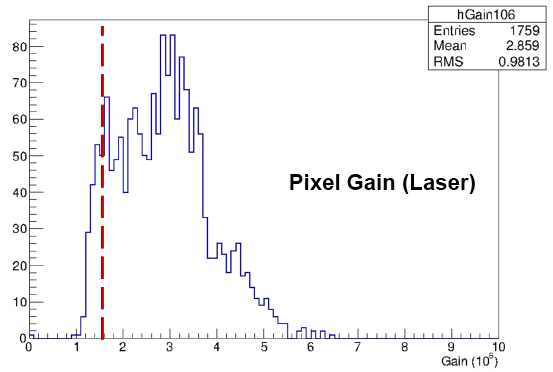 hGain106
Entries 1759
Mean 2.859
RMS 0.9813
80
70
60
50
40
30
20
10
0
Pixel Gain (Laser)
0 1 2 3 4 5 6 7 8 9 10
Gain (10⁶)